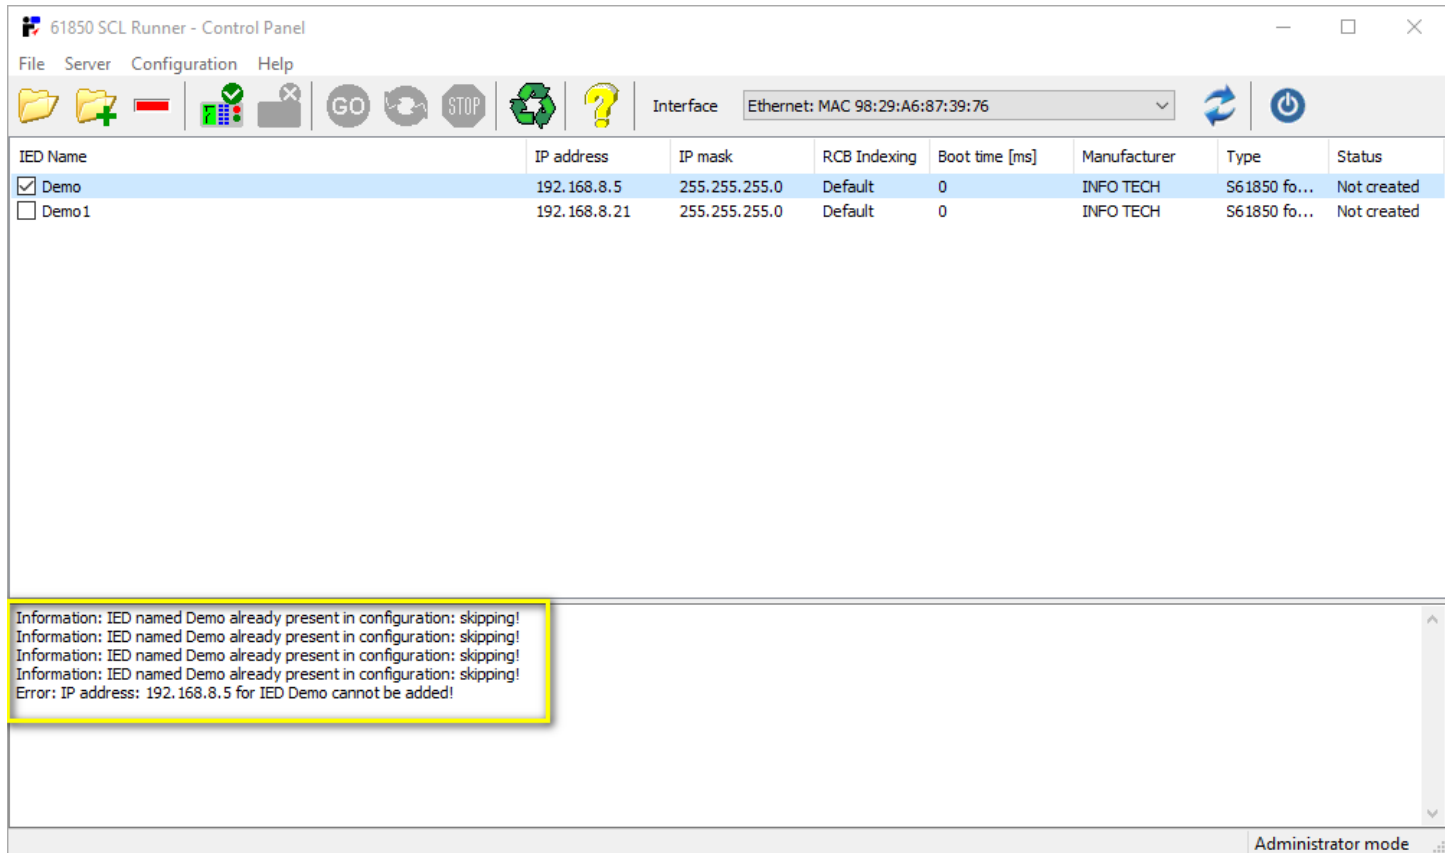 61850 SCL Runner - Control Panel
File Server Configuration Help
GO STOP Interface Ethernet: MAC 98:29:A6:87:39:76
IED Name IP address IP mask RCB Indexing Boot time [ms] Manufacturer Type Status
Demo 192.168.8.5 255.255.255.0 Default 0 INFO TECH S61850 fo... Not created
Demo1 192.168.8.21 255.255.255.0 Default 0 INFO TECH S61850 fo... Not created
Information: IED named Demo already present in configuration: skipping!
Information: IED named Demo already present in configuration: skipping!
Information: IED named Demo already present in configuration: skipping!
Information: IED named Demo already present in configuration: skipping!
Error: IP address: 192.168.8.5 for IED Demo cannot be added!
Administrator mode